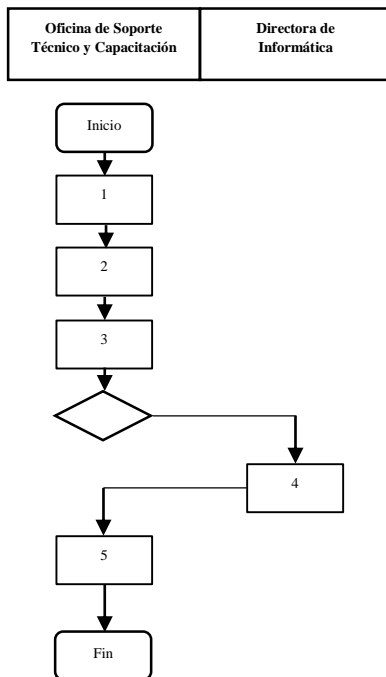 Oficina de Soporte
Técnico y Capacitación
Directora de
Informática
Inicio
1
2
3
4
5
Fin